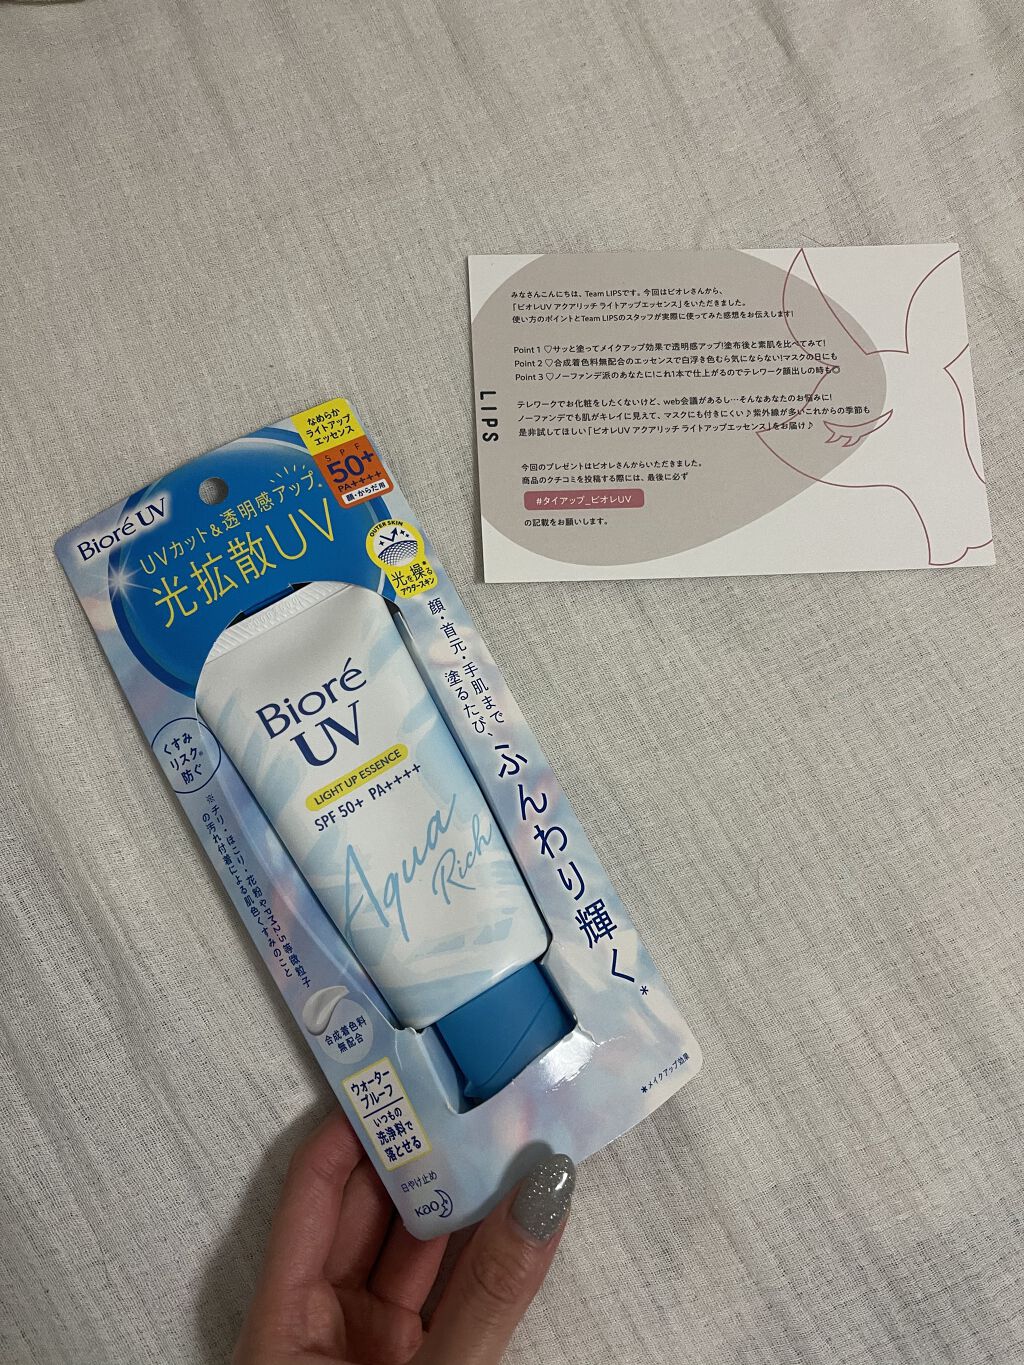 みなさんこんにちは、Team LIPSです。今回はビオレさんから、
「ビオレUV アクアリッチ ライトアップエッセンス」をいただきました。
使い方のポイントとTeam LIPSのスタッフが実際に使ってみた感想をお伝えします!
Point 1 ♡サッと塗ってメイクアップ効果で透明感アップ!塗布後と素肌を比べてみて!
Point 2 ♡合成着色料無配合のエッセンスで白浮き色むら気にならない!マスクの日にも
Point 3 ♡ノーファンデ派のあなたに!これ1本で仕上がるのでテレワーク顔出しの時も◎
テレワークでお化粧をしたくないけど、web会議があるし…そんなあなたのお悩みに!
ノーファンデでも肌がキレイに見えて、マスクにも付きにくい♪紫外線が多いこれからの季節も
是非試してほしい「ビオレUV アクアリッチ ライトアップエッセンス」をお届け♪
今回のプレゼントはビオレさんからいただきました。
商品のクチコミを投稿する際には、最後に必ず
#タイアップ_ビオレUV
の記載をお願いします。
LIPS
なめらか
ライトアップ
エッセンス
SPF
50+
PA++++
顔・からだ用
Bioré UV
UVカット&透明感アップ*
光拡散UV
OUTER SKIN
光を操る
アウタースキン
顔・首元・手肌まで
塗るたび、
ふんわり輝く*
くすみ
リスク※
防ぐ
※チリ・ほこり・花粉やPM2.5等微粒子
の汚れ付着による肌色くすみのこと
Bioré
UV
LIGHT UP ESSENCE
SPF 50+ PA++++
Aqua
Rich
合成着色料
無配合
ウォーター
プルーフ
いつもの
洗浄料で
落とせる
*メイクアップ効果
日やけ止め
Kao